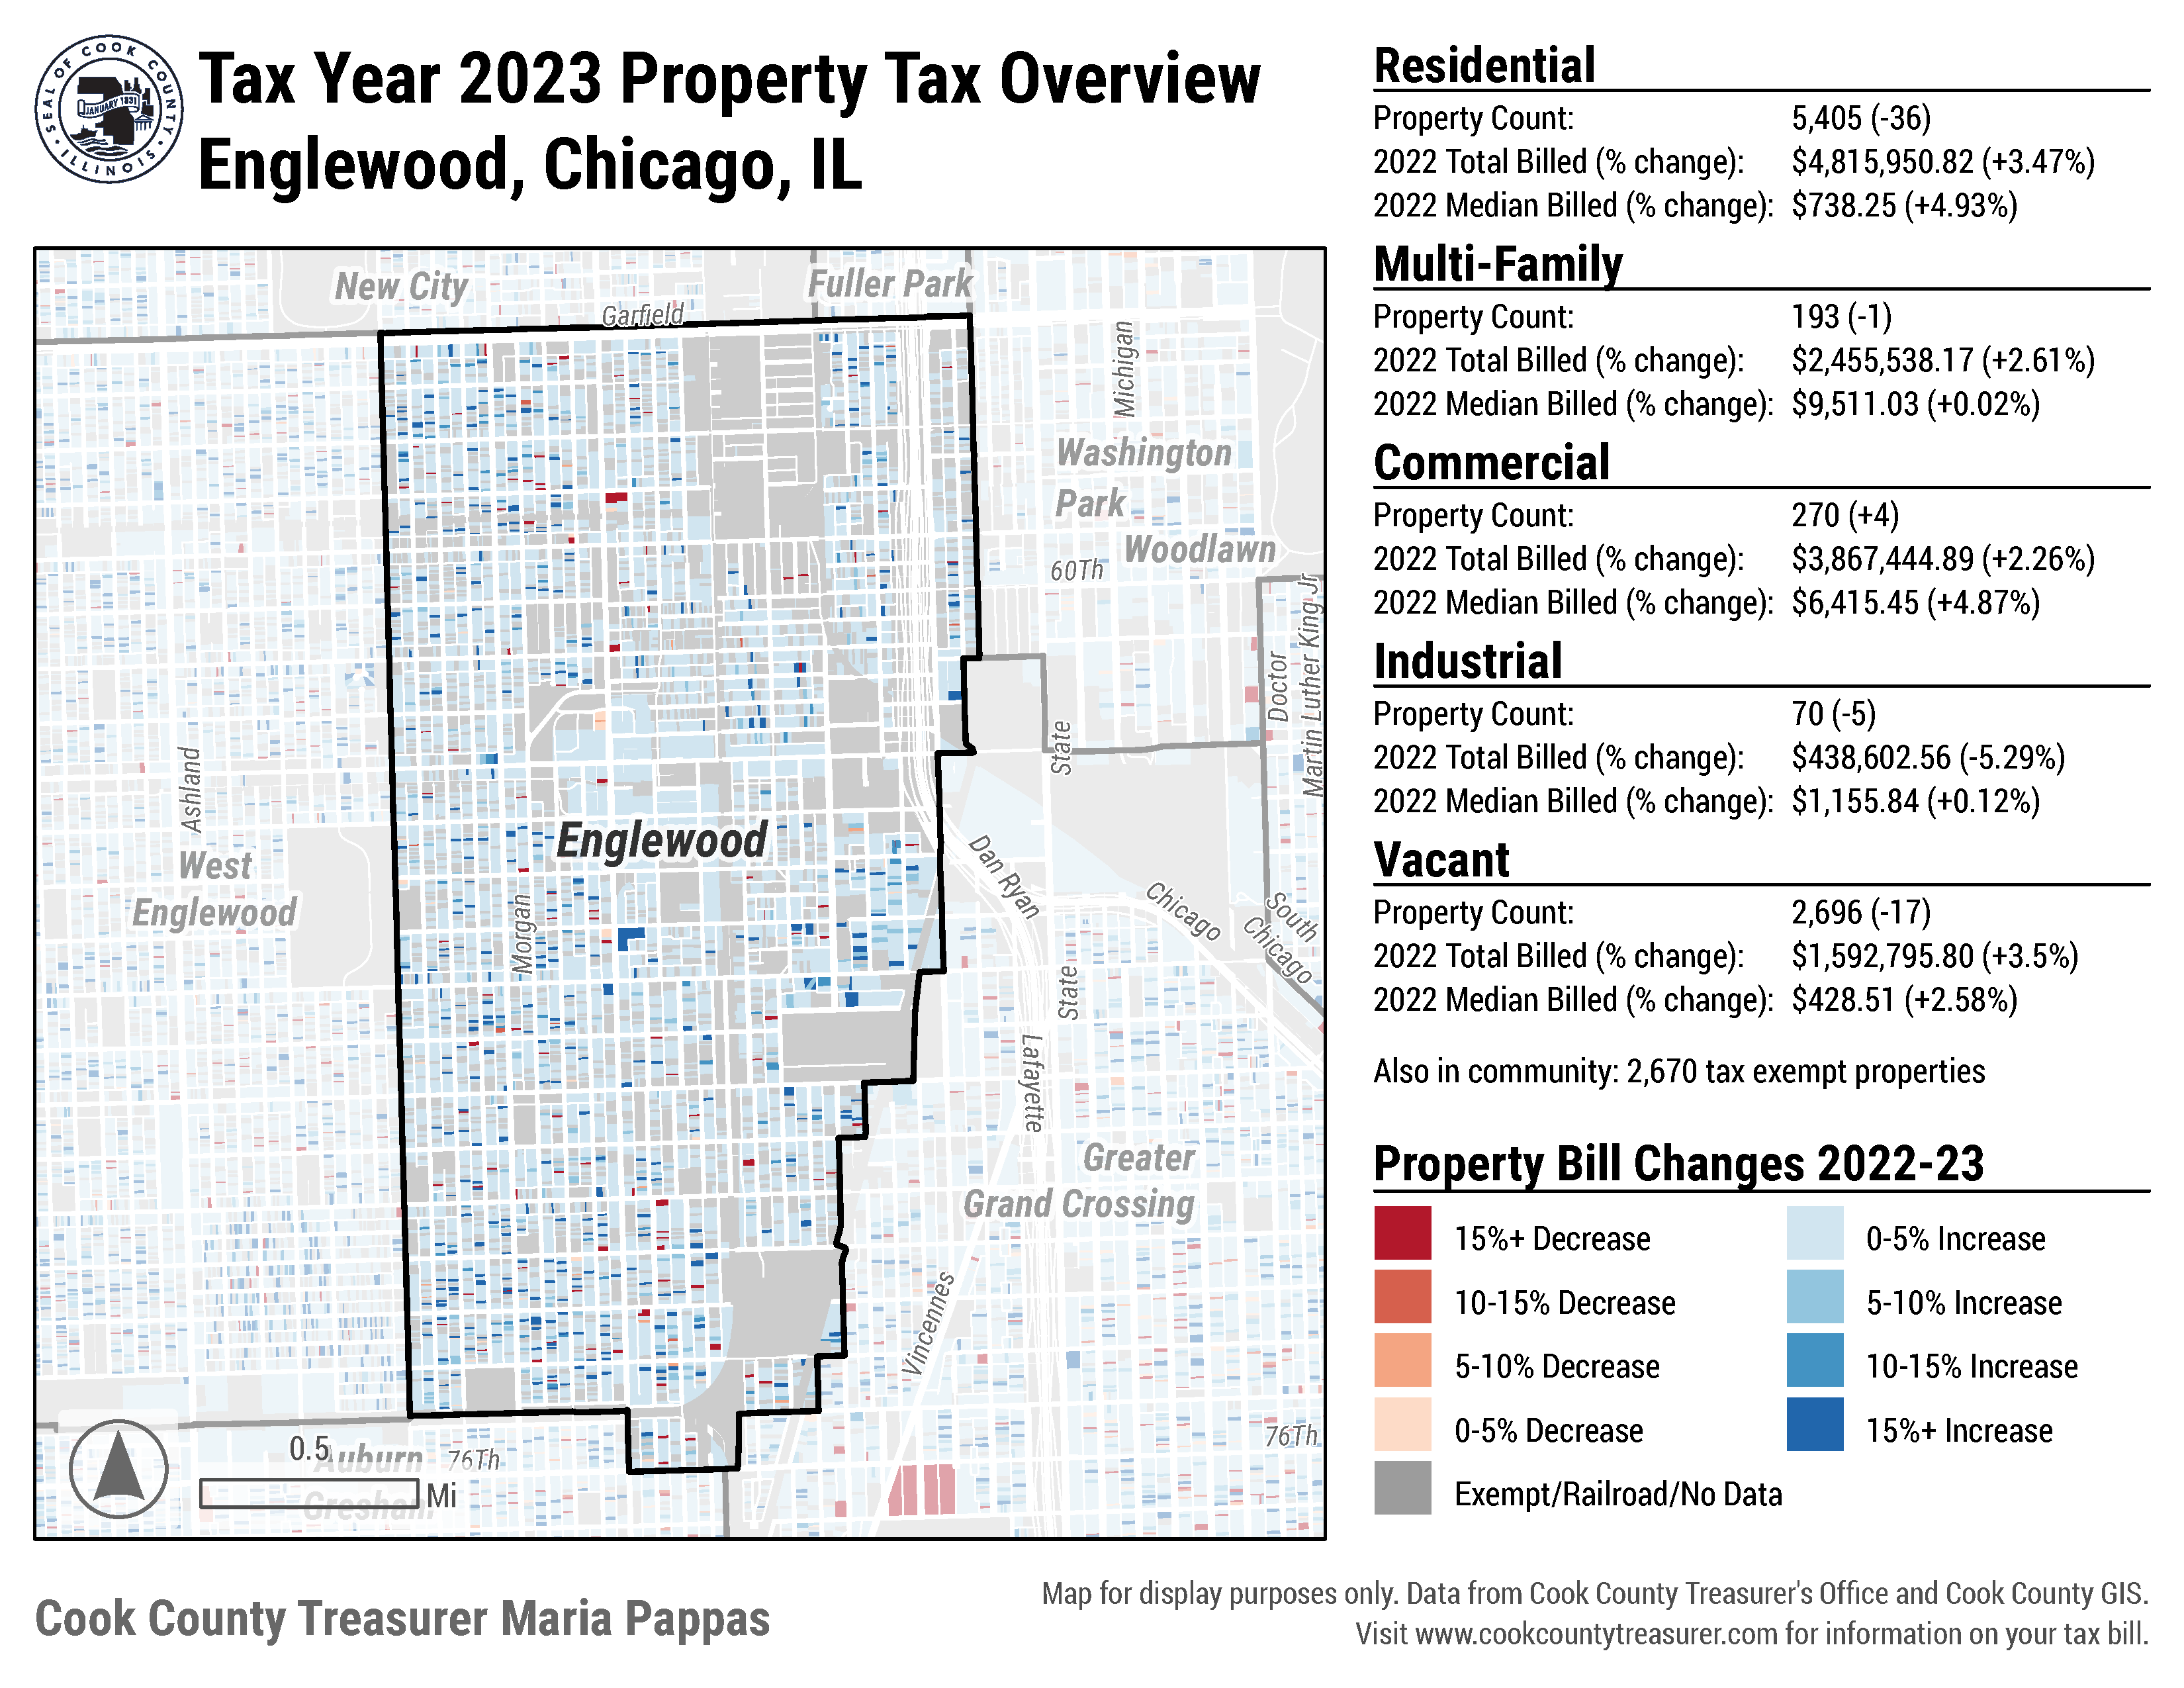 SEAL OF COOK COUNTY
JANUARY 1831
ILLINOIS
Tax Year 2023 Property Tax Overview
Englewood, Chicago, IL
New City
Fuller Park
Garfield
Michigan
Washington
Park
Woodlawn
60Th
Doctor
Martin Luther King Jr
State
Ashland
Englewood
West
Englewood
Morgan
Dan Ryan
Chicago
South
Chicago
State
Lafayette
Greater
Grand Crossing
Vincennes
76Th
76Th
Auburn
Gresham
0.5
Mi
Residential
Property Count: 5,405 (-36)
2022 Total Billed (% change): $4,815,950.82 (+3.47%)
2022 Median Billed (% change): $738.25 (+4.93%)
Multi-Family
Property Count: 193 (-1)
2022 Total Billed (% change): $2,455,538.17 (+2.61%)
2022 Median Billed (% change): $9,511.03 (+0.02%)
Commercial
Property Count: 270 (+4)
2022 Total Billed (% change): $3,867,444.89 (+2.26%)
2022 Median Billed (% change): $6,415.45 (+4.87%)
Industrial
Property Count: 70 (-5)
2022 Total Billed (% change): $438,602.56 (-5.29%)
2022 Median Billed (% change): $1,155.84 (+0.12%)
Vacant
Property Count: 2,696 (-17)
2022 Total Billed (% change): $1,592,795.80 (+3.5%)
2022 Median Billed (% change): $428.51 (+2.58%)
Also in community: 2,670 tax exempt properties
Property Bill Changes 2022-23
15%+ Decrease
10-15% Decrease
5-10% Decrease
0-5% Decrease
Exempt/Railroad/No Data
0-5% Increase
5-10% Increase
10-15% Increase
15%+ Increase
Cook County Treasurer Maria Pappas
Map for display purposes only. Data from Cook County Treasurer's Office and Cook County GIS.
Visit www.cookcountytreasurer.com for information on your tax bill.